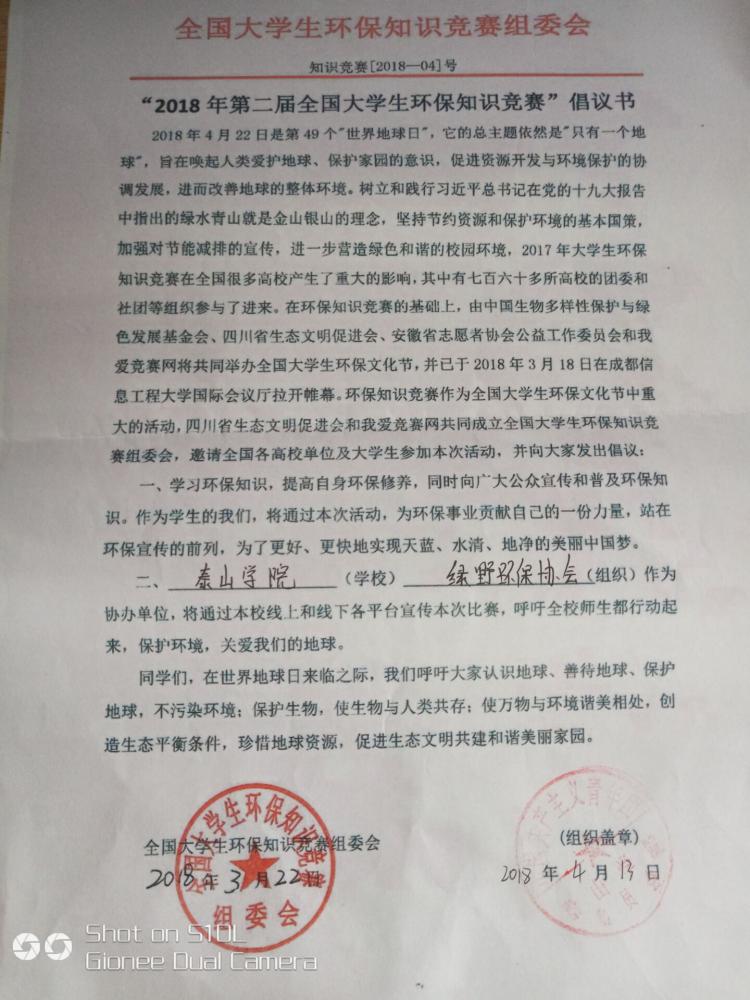 全国大学生环保知识竞赛组委会
知识竞赛[2018—04]号
“2018 年第二届全国大学生环保知识竞赛”倡议书
2018 年 4 月 22 日是第 49 个"世界地球日"，它的总主题依然是"只有一个地
球"，旨在唤起人类爱护地球、保护家园的意识，促进资源开发与环境保护的协
调发展，进而改善地球的整体环境。树立和践行习近平总书记在党的十九大报告
中指出的绿水青山就是金山银山的理念，坚持节约资源和保护环境的基本国策，
加强对节能减排的宣传，进一步营造绿色和谐的校园环境，2017 年大学生环保
知识竞赛在全国很多高校产生了重大的影响，其中有七百六十多所高校的团委和
社团等组织参与了进来。在环保知识竞赛的基础上，由中国生物多样性保护与绿
色发展基金会、四川省生态文明促进会、安徽省志愿者协会公益工作委员会和我
爱竞赛网将共同举办全国大学生环保文化节，并已于 2018 年 3 月 18 日在成都信
息工程大学国际会议厅拉开帷幕。环保知识竞赛作为全国大学生环保文化节中重
大的活动，四川省生态文明促进会和我爱竞赛网共同成立全国大学生环保知识竞
赛组委会，邀请全国各高校单位及大学生参加本次活动，并向大家发出倡议：
一、学习环保知识，提高自身环保修养，同时向广大公众宣传和普及环保知
识。作为学生的我们，将通过本次活动，为环保事业贡献自己的一份力量，站在
环保宣传的前列，为了更好、更快地实现天蓝、水清、地净的美丽中国梦。
二、泰山学院（学校）绿野环保协会（组织）作为
协办单位，将通过本校线上和线下各平台宣传本次比赛，呼吁全校师生都行动起
来，保护环境，关爱我们的地球。
同学们，在世界地球日来临之际，我们呼吁大家认识地球、善待地球、保护
地球，不污染环境；保护生物，使生物与人类共存；使万物与环境谐美相处，创
造生态平衡条件，珍惜地球资源，促进生态文明共建和谐美丽家园。
全国大学生环保知识竞赛组委会
2018 年 3 月 22 日
全国大学生环保知识竞赛
组委会
（组织盖章）
2018 年 4 月 13 日
主义青年团
Shot on S10L
Gionee Dual Camera